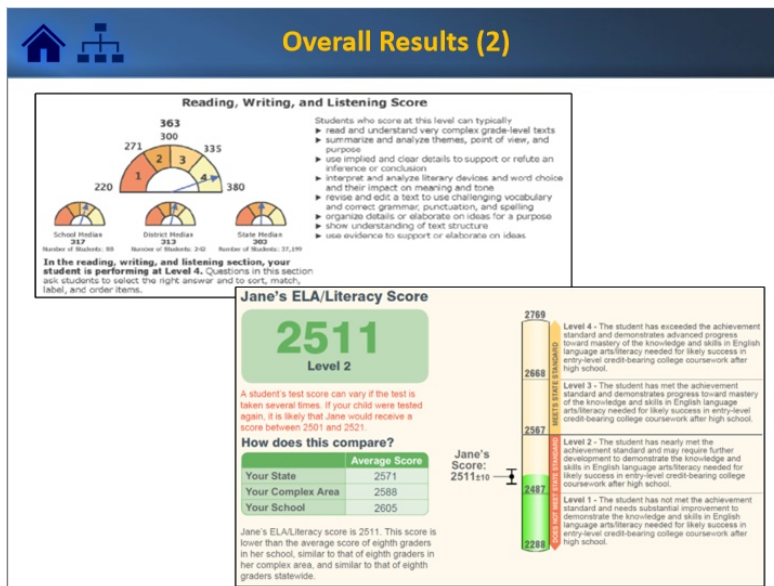 Overall Results (2)
Reading, Writing, and Listening Score
363
300
271
335
2
3
1
4
220
380
School Median
317
Number of Students: 88
District Median
313
Number of Students: 242
State Median
303
Number of Students: 37,199
In the reading, writing, and listening section, your
student is performing at Level 4. Questions in this section
ask students to select the right answer and to sort, match,
label, and order items.
Students who score at this level can typically
► read and understand very complex grade-level texts
► summarize and analyze themes, point of view, and
purpose
► use implied and clear details to support or refute an
inference or conclusion
► interpret and analyze literary devices and word choice
and their impact on meaning and tone
► revise and edit a text to use challenging vocabulary
and correct grammar, punctuation, and spelling
► organize details or elaborate on ideas for a purpose
► show understanding of text structure
► use evidence to support or elaborate on ideas
Jane's ELA/Literacy Score
2511
Level 2
A student's test score can vary if the test is
taken several times. If your child were tested
again, it is likely that Jane would receive a
score between 2501 and 2521.
How does this compare?
Average Score
Your State 2571
Your Complex Area 2588
Your School 2605
Jane's ELA/Literacy score is 2511. This score is
lower than the average score of eighth graders
in her school, similar to that of eighth graders in
her complex area, and similar to that of eighth
graders statewide.
Jane's
Score:
2511±10
2769
2668
2567
2487
2288
MEETS STATE STANDARD
DOES NOT MEET STATE STANDARD
Level 4 - The student has exceeded the achievement
standard and demonstrates advanced progress
toward mastery of the knowledge and skills in English
language arts/literacy needed for likely success in
entry-level credit-bearing college coursework after
high school.
Level 3 - The student has met the achievement
standard and demonstrates progress toward mastery
of the knowledge and skills in English language
arts/literacy needed for likely success in entry-level
credit-bearing college coursework after high school.
Level 2 - The student has nearly met the
achievement standard and may require further
development to demonstrate the knowledge and
skills in English language arts/literacy needed for
likely success in entry-level credit-bearing college
coursework after high school.
Level 1 - The student has not met the achievement
standard and needs substantial improvement to
demonstrate the knowledge and skills in English
language arts/literacy needed for likely success in
entry-level credit-bearing college coursework after
high school.